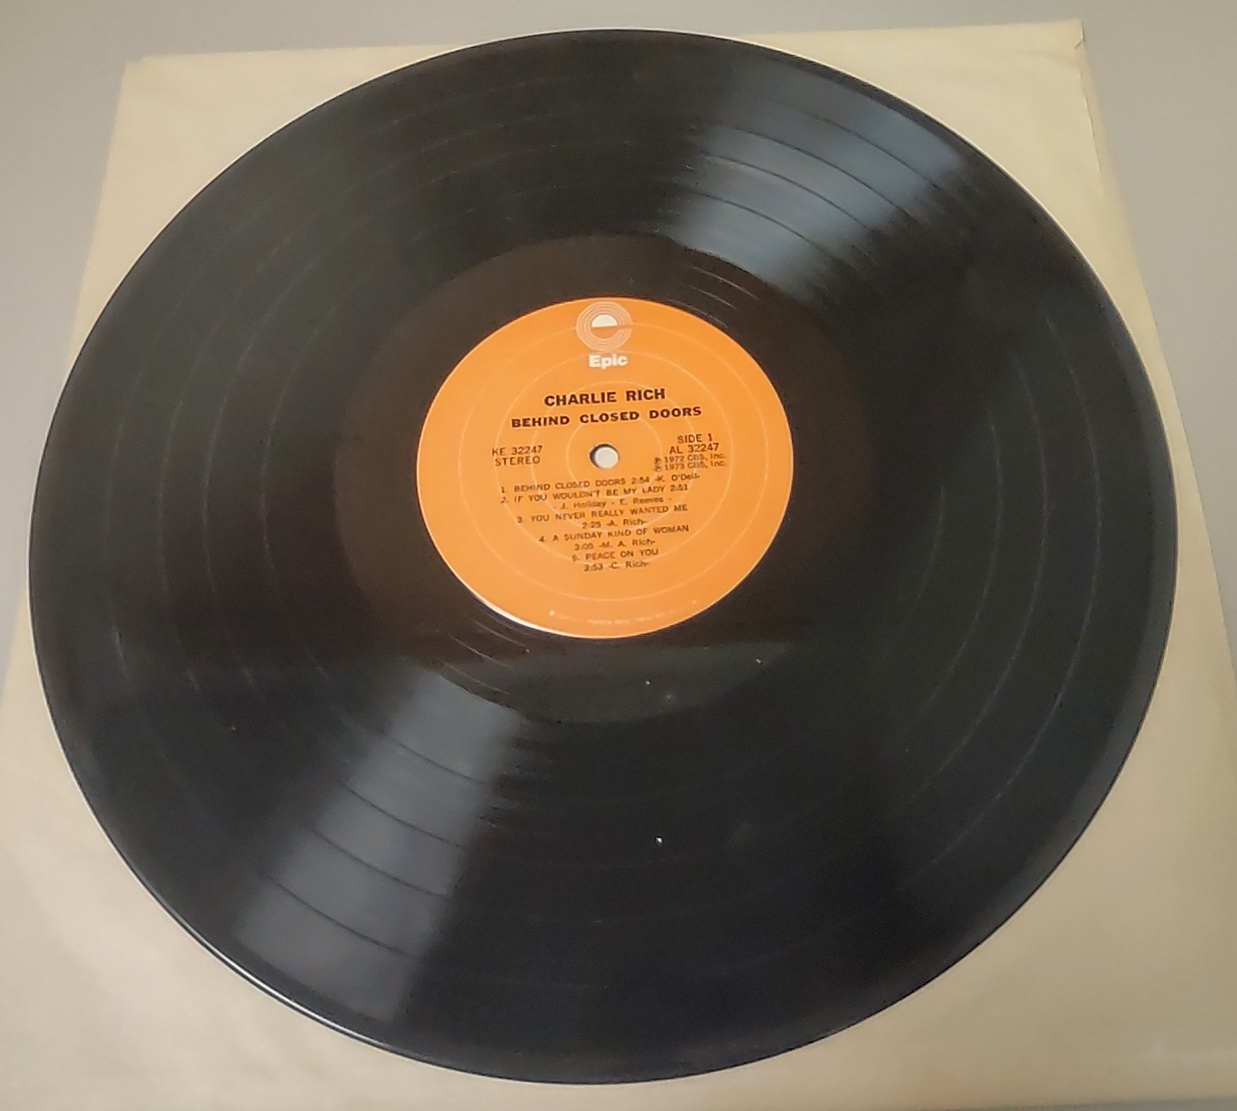 Epic
CHARLIE RICH
BEHIND CLOSED DOORS
KE 32247
STEREO
SIDE 1
AL 32247
℗ 1972 CBS, Inc.
℗ 1973 CBS, Inc.
1. BEHIND CLOSED DOORS 2:54 -K. O'Dell-
2. IF YOU WOULDN'T BE MY LADY 2:51
- J. Holiday - E. Reeves -
3. YOU NEVER REALLY WANTED ME
2:25 -A. Rich-
4. A SUNDAY KIND OF WOMAN
3:05 -M. A. Rich-
5. PEACE ON YOU
3:53 -C. Rich-